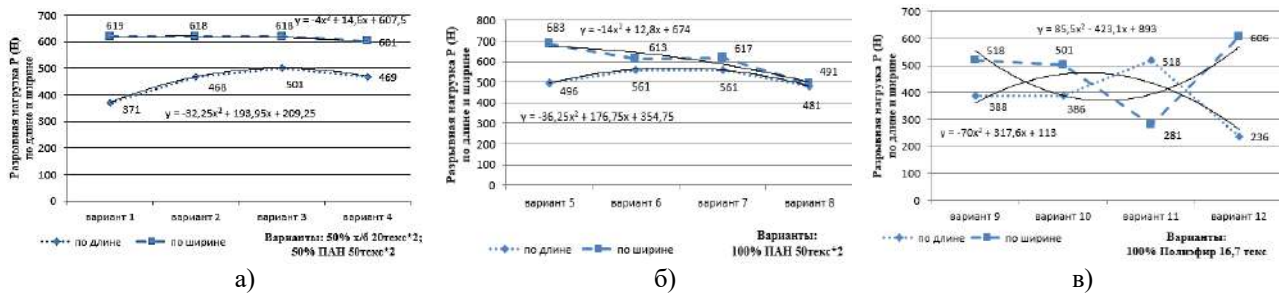 Разрывная нагрузка Р (Н)
по длине и ширине
700
600
500
400
300
200
100
0
619
618
618
601
y = -4x² + 14,6x + 607,5
371
468
501
469
y = -32,25x² + 193,95x + 209,25
вариант 1
вариант 2
вариант 3
вариант 4
по длине
по ширине
Варианты: 50% х/б 20текс*2;
50% ПАН 50текс*2
а)
Разрывная нагрузка Р (Н)
по длине и ширине
800
700
600
500
400
300
200
100
0
683
y = -14x² + 12,8x + 674
613
617
491
496
561
561
481
y = -36,25x² + 176,75x + 354,75
вариант 5
вариант 6
вариант 7
вариант 8
по длине
по ширине
Варианты:
100% ПАН 50текс*2
б)
Разрывная нагрузка Р (Н)
по длине и ширине
700
600
500
400
300
200
100
0
y = 85,5x² - 423,1x + 893
518
501
518
606
388
386
281
236
y = -70x² + 317,6x + 113
вариант 9
вариант 10
вариант 11
вариант 12
по длине
по ширине
Варианты:
100% Полиэфир 16,7 текс
в)